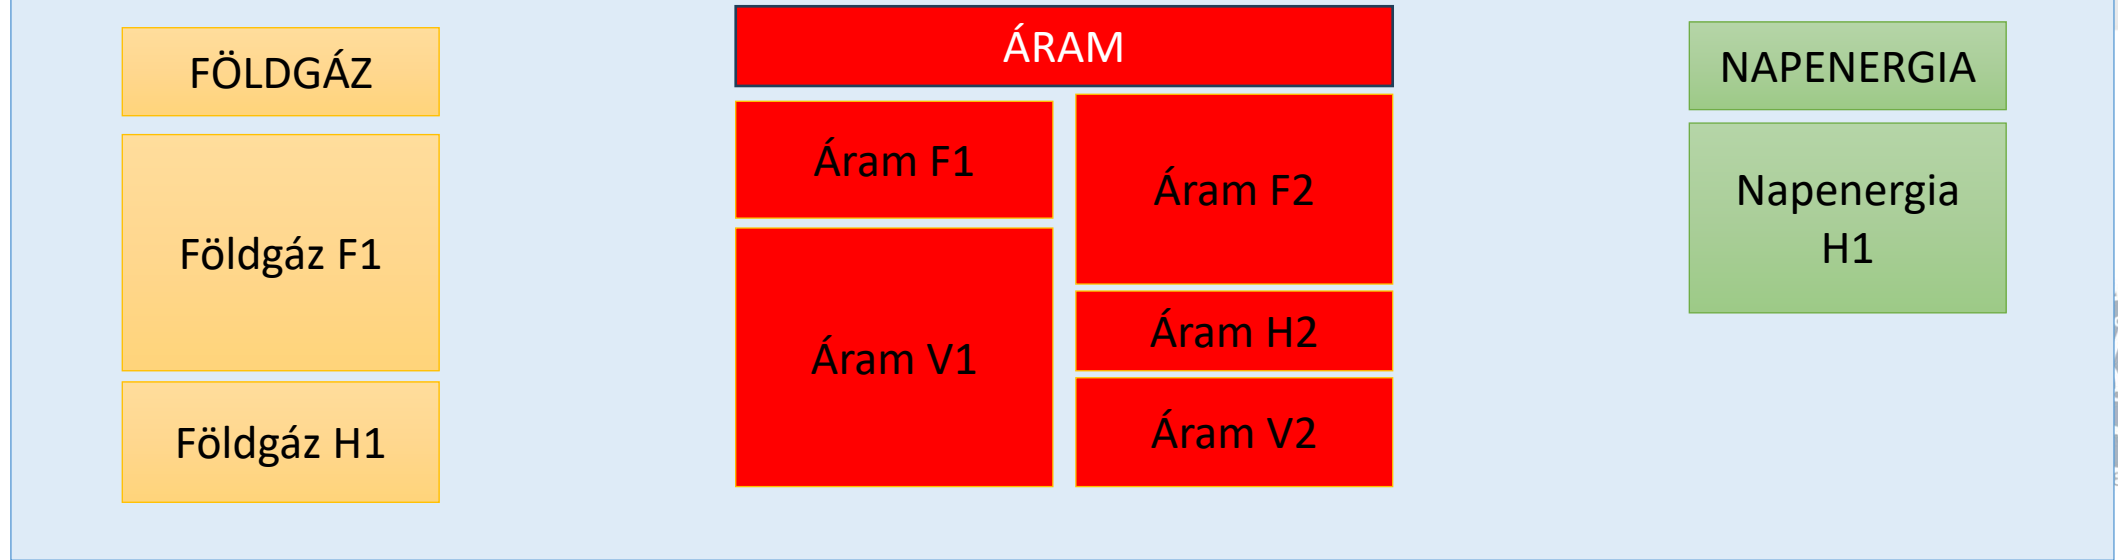 FÖLDGÁZ
Földgáz F1
Földgáz H1
ÁRAM
Áram F1
Áram V1
Áram F2
Áram H2
Áram V2
NAPENERGIA
Napenergia
H1